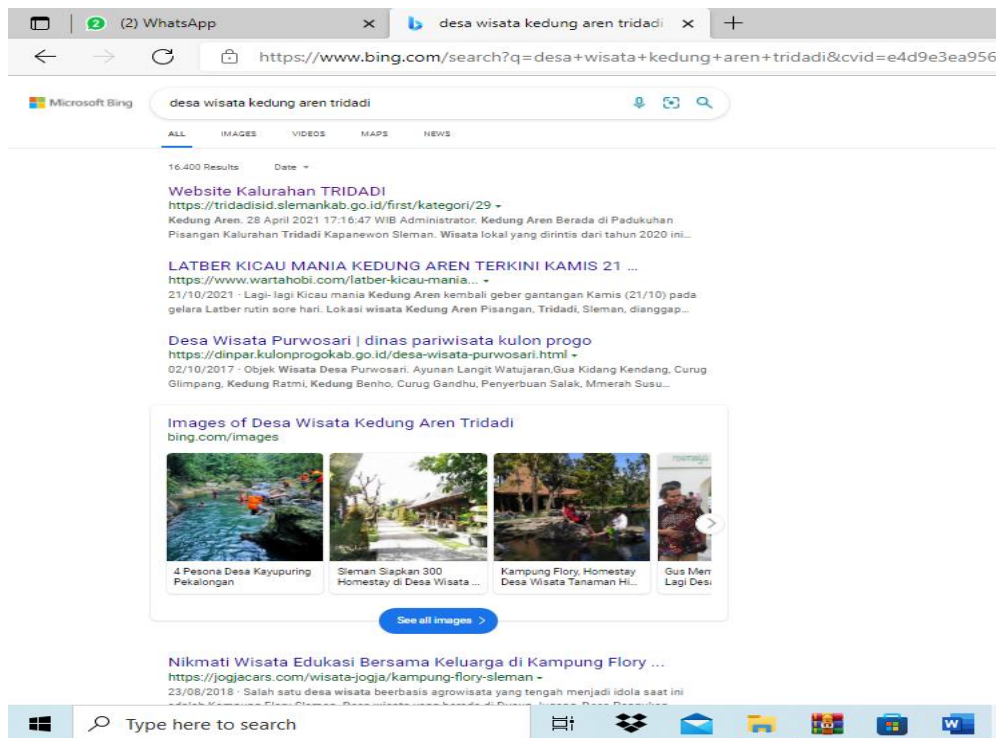 (2) WhatsApp
desa wisata kedung aren tridadi
https://www.bing.com/search?q=desa+wisata+kedung+aren+tridadi&cvid=e4d9e3ea956
Microsoft Bing
desa wisata kedung aren tridadi
ALL IMAGES VIDEOS MAPS NEWS
16.400 Results Date
Website Kalurahan TRIDADI
https://tridadisid.slemankab.go.id/first/kategori/29
Kedung Aren. 28 April 2021 17:16:47 WIB Administrator. Kedung Aren Berada di Padukuhan
Pisangan Kalurahan Tridadi Kapanewon Sleman. Wisata lokal yang dirintis dari tahun 2020 ini...
LATBER KICAU MANIA KEDUNG AREN TERKINI KAMIS 21 ...
https://www.wartahobi.com/latber-kicau-mania...
21/10/2021 · Lagi- lagi Kicau mania Kedung Aren kembali geber gantangan Kamis (21/10) pada
gelara Latber rutin sore hari. Lokasi wisata Kedung Aren Pisangan, Tridadi, Sleman, dianggap...
Desa Wisata Purwosari | dinas pariwisata kulon progo
https://dinpar.kulonprogokab.go.id/desa-wisata-purwosari.html
02/10/2017 · Objek Wisata Desa Purwosari. Ayunan Langit Watujaran,Gua Kidang Kendang, Curug
Glimpang, Kedung Ratmi, Kedung Benho, Curug Gandhu, Penyerbuan Salak, Mmerah Susu...
Images of Desa Wisata Kedung Aren Tridadi
bing.com/images
4 Pesona Desa Kayupuring
Pekalongan
Sleman Siapkan 300
Homestay di Desa Wisata ...
Kampung Flory, Homestay
Desa Wisata Tanaman Hi...
Gus Men
Lagi Desa
See all images
Nikmati Wisata Edukasi Bersama Keluarga di Kampung Flory ...
https://jogjacars.com/wisata-jogja/kampung-flory-sleman
23/08/2018 · Salah satu desa wisata beerbasis agrowisata yang tengah menjadi idola saat ini
Type here to search